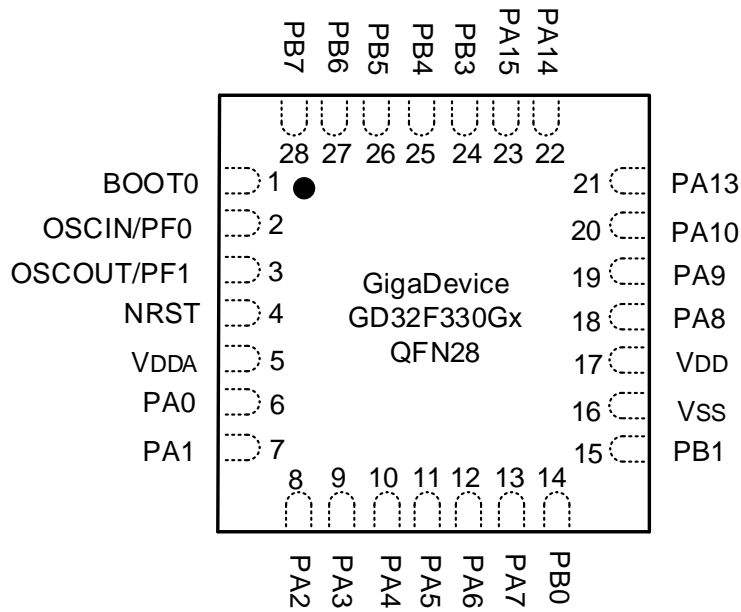 PB7 PB6 PB5 PB4 PB3 PA15 PA14
28 27 26 25 24 23 22
BOOT0 1
OSCIN/PF0 2
OSCOUT/PF1 3
NRST 4
VDDA 5
PA0 6
PA1 7
GigaDevice
GD32F330Gx
QFN28
21 PA13
20 PA10
19 PA9
18 PA8
17 VDD
16 VSS
15 PB1
8 9 10 11 12 13 14
PA2 PA3 PA4 PA5 PA6 PA7 PB0